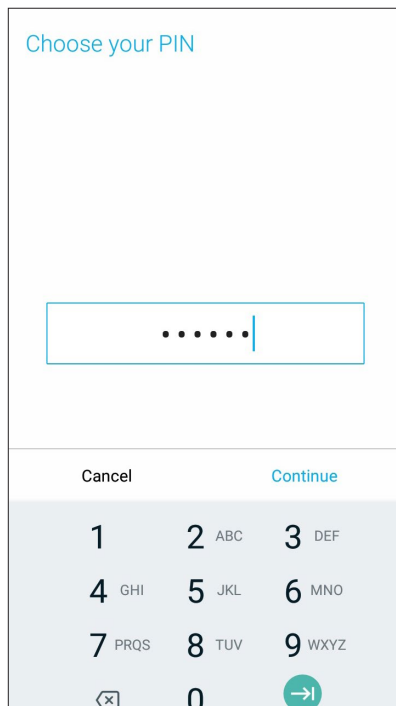 Choose your PIN
••••••
Cancel Continue
1 2 ABC 3 DEF
4 GHI 5 JKL 6 MNO
7 PRQS 8 TUV 9 WXYZ
0